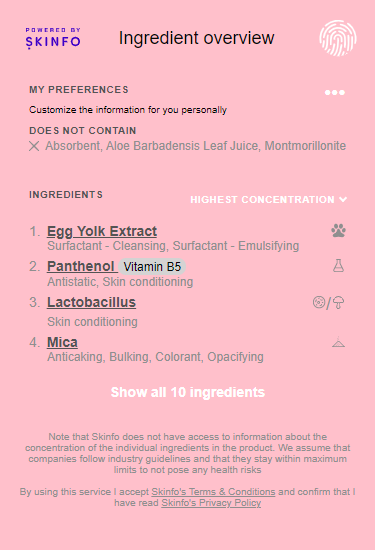 POWERED BY
SKINFO
Ingredient overview
MY PREFERENCES
Customize the information for you personally
DOES NOT CONTAIN
Absorbent, Aloe Barbadensis Leaf Juice, Montmorillonite
INGREDIENTS
HIGHEST CONCENTRATION
1. Egg Yolk Extract
Surfactant - Cleansing, Surfactant - Emulsifying
2. Panthenol Vitamin B5
Antistatic, Skin conditioning
3. Lactobacillus
Skin conditioning
4. Mica
Anticaking, Bulking, Colorant, Opacifying
Show all 10 ingredients
Note that Skinfo does not have access to information about the
concentration of the individual ingredients in the product. We assume that
companies follow industry guidelines and that they stay within maximum
limits to not pose any health risks
By using this service I accept Skinfo's Terms & Conditions and confirm that I
have read Skinfo's Privacy Policy